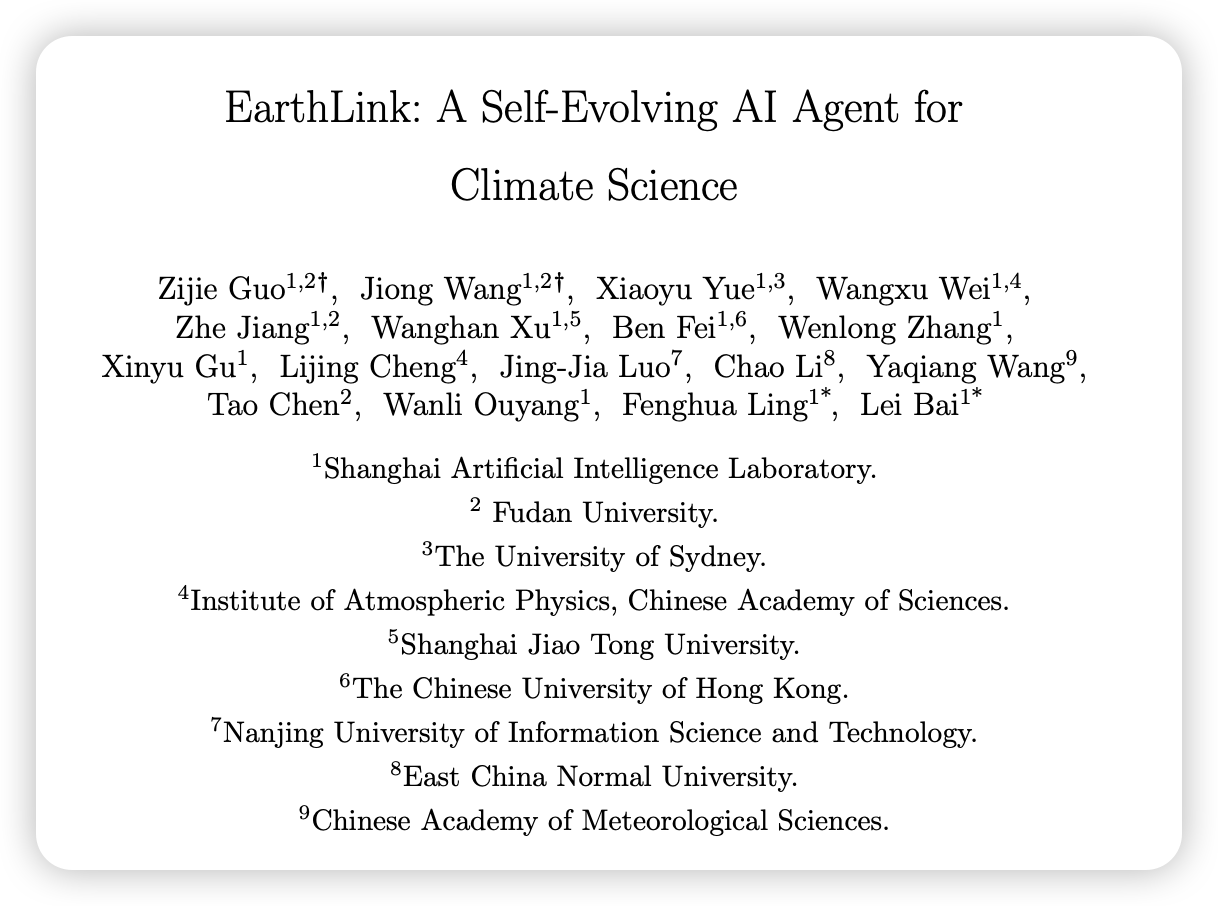 EarthLink: A Self-Evolving AI Agent for
Climate Science
Zijie Guo¹,²†, Jiong Wang¹,²†, Xiaoyu Yue¹,³, Wangxu Wei¹,⁴,
Zhe Jiang¹,², Wanghan Xu¹,⁵, Ben Fei¹,⁶, Wenlong Zhang¹,
Xinyu Gu¹, Lijing Cheng⁴, Jing-Jia Luo⁷, Chao Li⁸, Yaqiang Wang⁹,
Tao Chen², Wanli Ouyang¹, Fenghua Ling¹*, Lei Bai¹*
¹Shanghai Artificial Intelligence Laboratory.
² Fudan University.
³The University of Sydney.
⁴Institute of Atmospheric Physics, Chinese Academy of Sciences.
⁵Shanghai Jiao Tong University.
⁶The Chinese University of Hong Kong.
⁷Nanjing University of Information Science and Technology.
⁸East China Normal University.
⁹Chinese Academy of Meteorological Sciences.